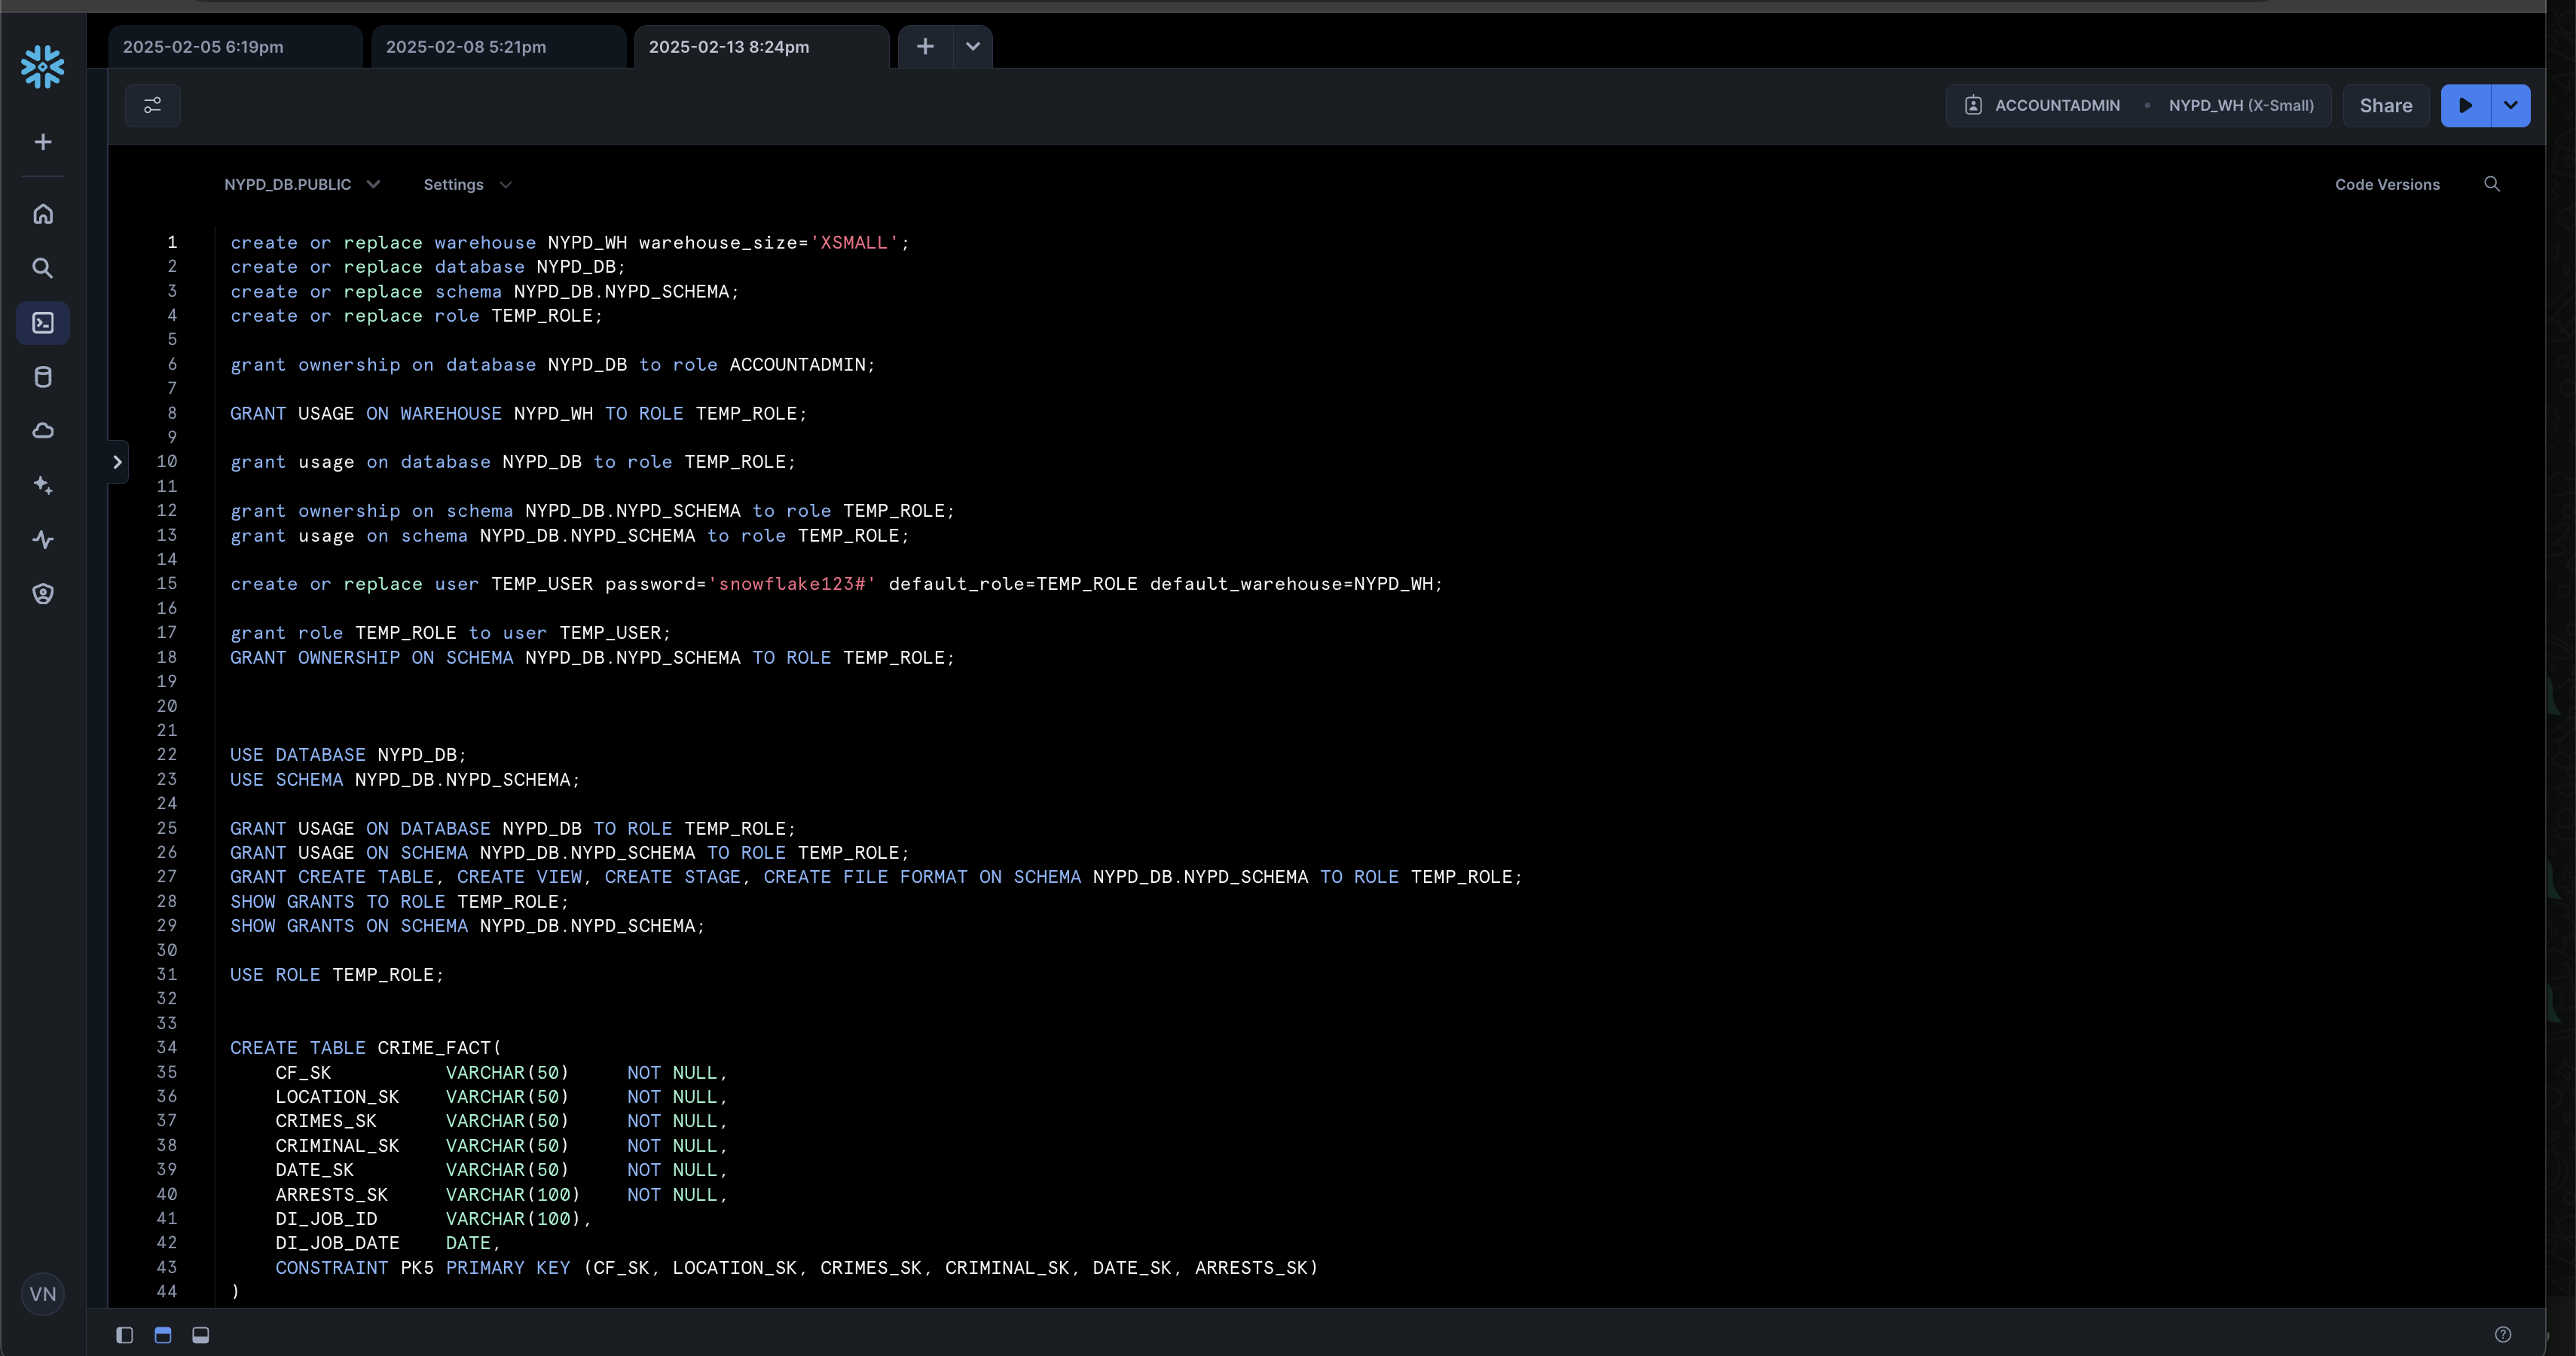 2025-02-05 6:19pm
2025-02-08 5:21pm
2025-02-13 8:24pm
ACCOUNTADMIN • NYPD_WH (X-Small)
Share
NYPD_DB.PUBLIC
Settings
Code Versions
1 create or replace warehouse NYPD_WH warehouse_size='XSMALL';
2 create or replace database NYPD_DB;
3 create or replace schema NYPD_DB.NYPD_SCHEMA;
4 create or replace role TEMP_ROLE;
5
6 grant ownership on database NYPD_DB to role ACCOUNTADMIN;
7
8 GRANT USAGE ON WAREHOUSE NYPD_WH TO ROLE TEMP_ROLE;
9
10 grant usage on database NYPD_DB to role TEMP_ROLE;
11
12 grant ownership on schema NYPD_DB.NYPD_SCHEMA to role TEMP_ROLE;
13 grant usage on schema NYPD_DB.NYPD_SCHEMA to role TEMP_ROLE;
14
15 create or replace user TEMP_USER password='snowflake123#' default_role=TEMP_ROLE default_warehouse=NYPD_WH;
16
17 grant role TEMP_ROLE to user TEMP_USER;
18 GRANT OWNERSHIP ON SCHEMA NYPD_DB.NYPD_SCHEMA TO ROLE TEMP_ROLE;
19
20
21
22 USE DATABASE NYPD_DB;
23 USE SCHEMA NYPD_DB.NYPD_SCHEMA;
24
25 GRANT USAGE ON DATABASE NYPD_DB TO ROLE TEMP_ROLE;
26 GRANT USAGE ON SCHEMA NYPD_DB.NYPD_SCHEMA TO ROLE TEMP_ROLE;
27 GRANT CREATE TABLE, CREATE VIEW, CREATE STAGE, CREATE FILE FORMAT ON SCHEMA NYPD_DB.NYPD_SCHEMA TO ROLE TEMP_ROLE;
28 SHOW GRANTS TO ROLE TEMP_ROLE;
29 SHOW GRANTS ON SCHEMA NYPD_DB.NYPD_SCHEMA;
30
31 USE ROLE TEMP_ROLE;
32
33
34 CREATE TABLE CRIME_FACT(
35 CF_SK VARCHAR(50) NOT NULL,
36 LOCATION_SK VARCHAR(50) NOT NULL,
37 CRIMES_SK VARCHAR(50) NOT NULL,
38 CRIMINAL_SK VARCHAR(50) NOT NULL,
39 DATE_SK VARCHAR(50) NOT NULL,
40 ARRESTS_SK VARCHAR(100) NOT NULL,
41 DI_JOB_ID VARCHAR(100),
42 DI_JOB_DATE DATE,
43 CONSTRAINT PK5 PRIMARY KEY (CF_SK, LOCATION_SK, CRIMES_SK, CRIMINAL_SK, DATE_SK, ARRESTS_SK)
44 )
VN